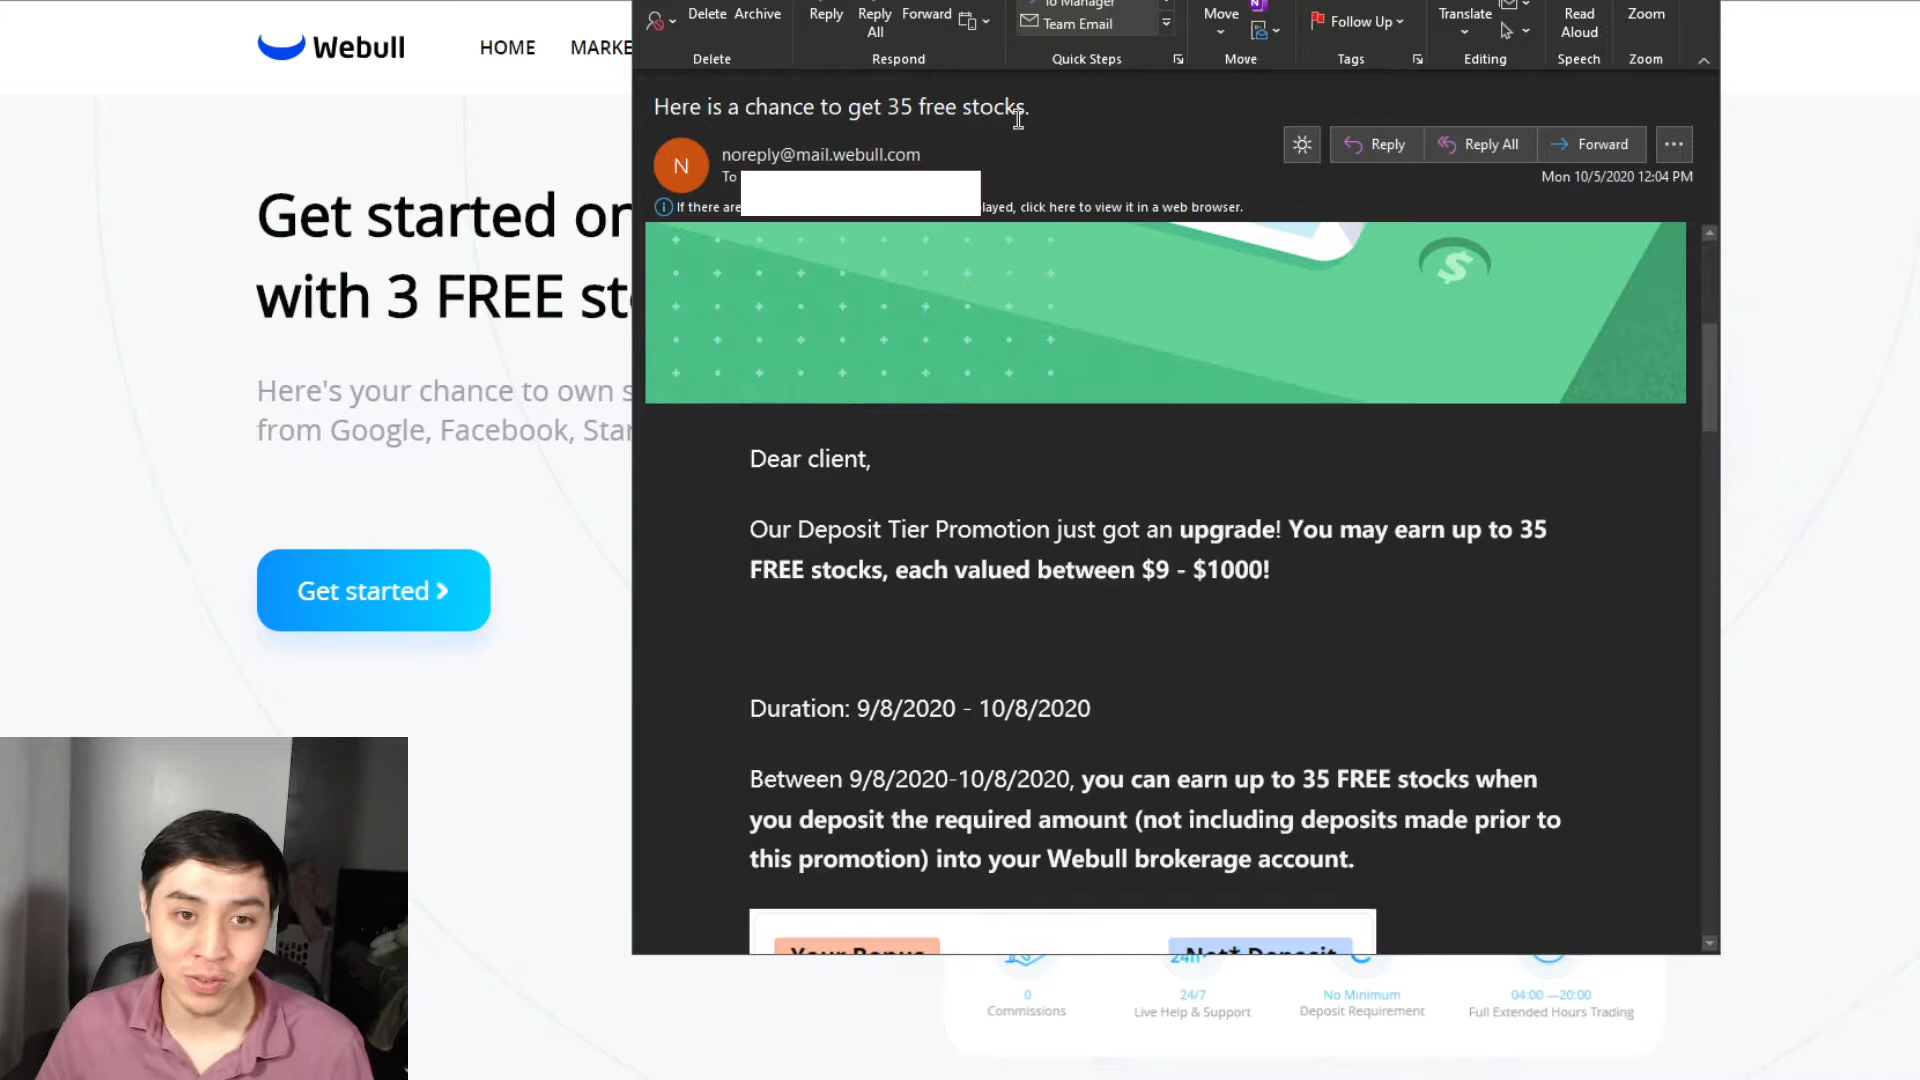 Webull
HOME
MARKE
Get started or
with 3 FREE st
Here's your chance to own s
from Google, Facebook, Star
Get started
Delete Archive
Reply
Reply
All
Forward
To Manager
Team Email
Move
Follow Up
Translate
Read
Aloud
Zoom
Delete
Respond
Quick Steps
Move
Tags
Editing
Speech
Zoom
Here is a chance to get 35 free stocks.
N
noreply@mail.webull.com
To
Reply
Reply All
Forward
Mon 10/5/2020 12:04 PM
If there are
layed, click here to view it in a web browser.
$
Dear client,
Our Deposit Tier Promotion just got an upgrade! You may earn up to 35
FREE stocks, each valued between $9 - $1000!
Duration: 9/8/2020 - 10/8/2020
Between 9/8/2020-10/8/2020, you can earn up to 35 FREE stocks when
you deposit the required amount (not including deposits made prior to
this promotion) into your Webull brokerage account.
Your Bonus
Net* Deposit
24H
0
Commissions
24/7
Live Help & Support
No Minimum
Deposit Requirement
04:00 —20:00
Full Extended Hours Trading